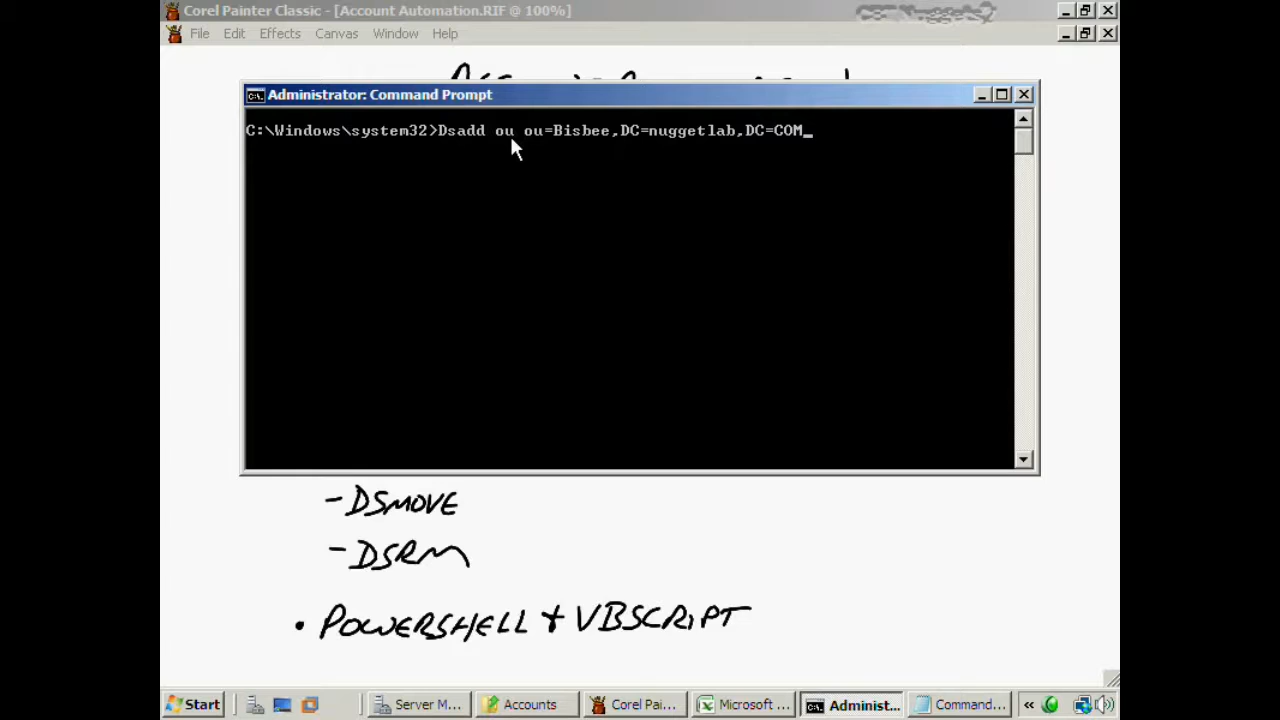 Corel Painter Classic - [Account Automation.RIF @ 100%]
File Edit Effects Canvas Window Help
Administrator: Command Prompt
C:\Windows\system32>Dsadd ou ou=Bisbee,DC=nuggetlab,DC=COM_
-DSMOVE
-DSRM
• POWERSHELL + VBSCRIPT
Start Server M... Accounts Corel Pai... Microsoft ... Administ... Command... «